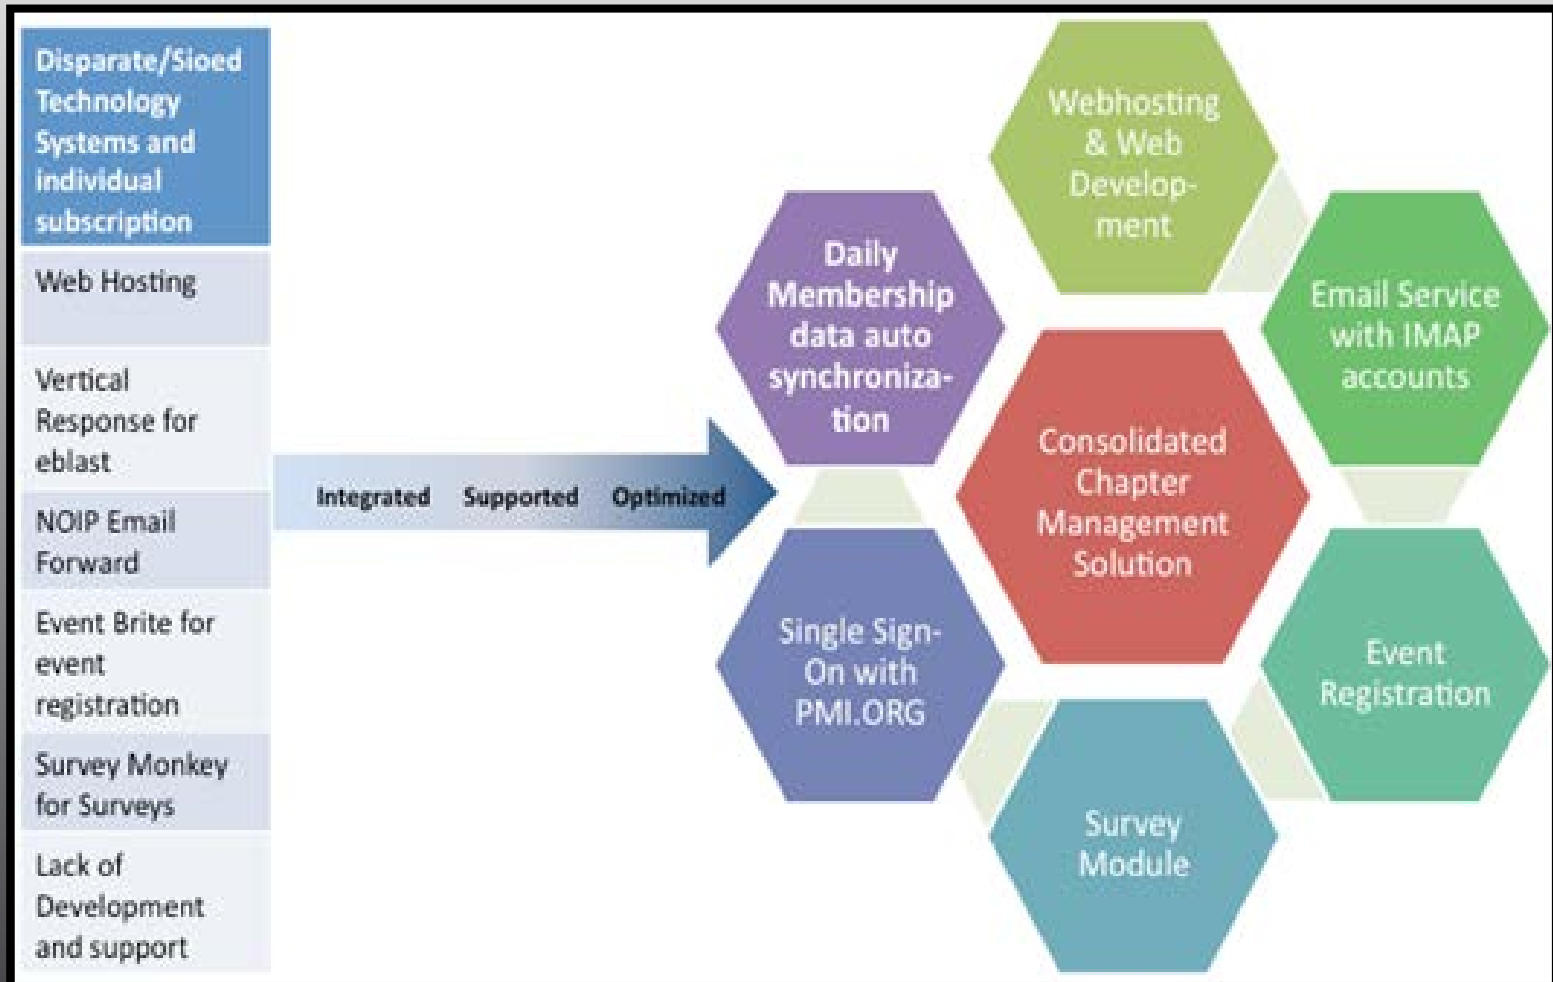 Disparate/Sioed
Technology
Systems and
individual
subscription
Web Hosting
Vertical
Response for
eblast
NOIP Email
Forward
Event Brite for
event
registration
Survey Monkey
for Surveys
Lack of
Development
and support
Integrated Supported Optimized
Webhosting
& Web
Develop-
ment
Daily
Membership
data auto
synchroniza-
tion
Email Service
with IMAP
accounts
Consolidated
Chapter
Management
Solution
Single Sign-
On with
PMI.ORG
Event
Registration
Survey
Module